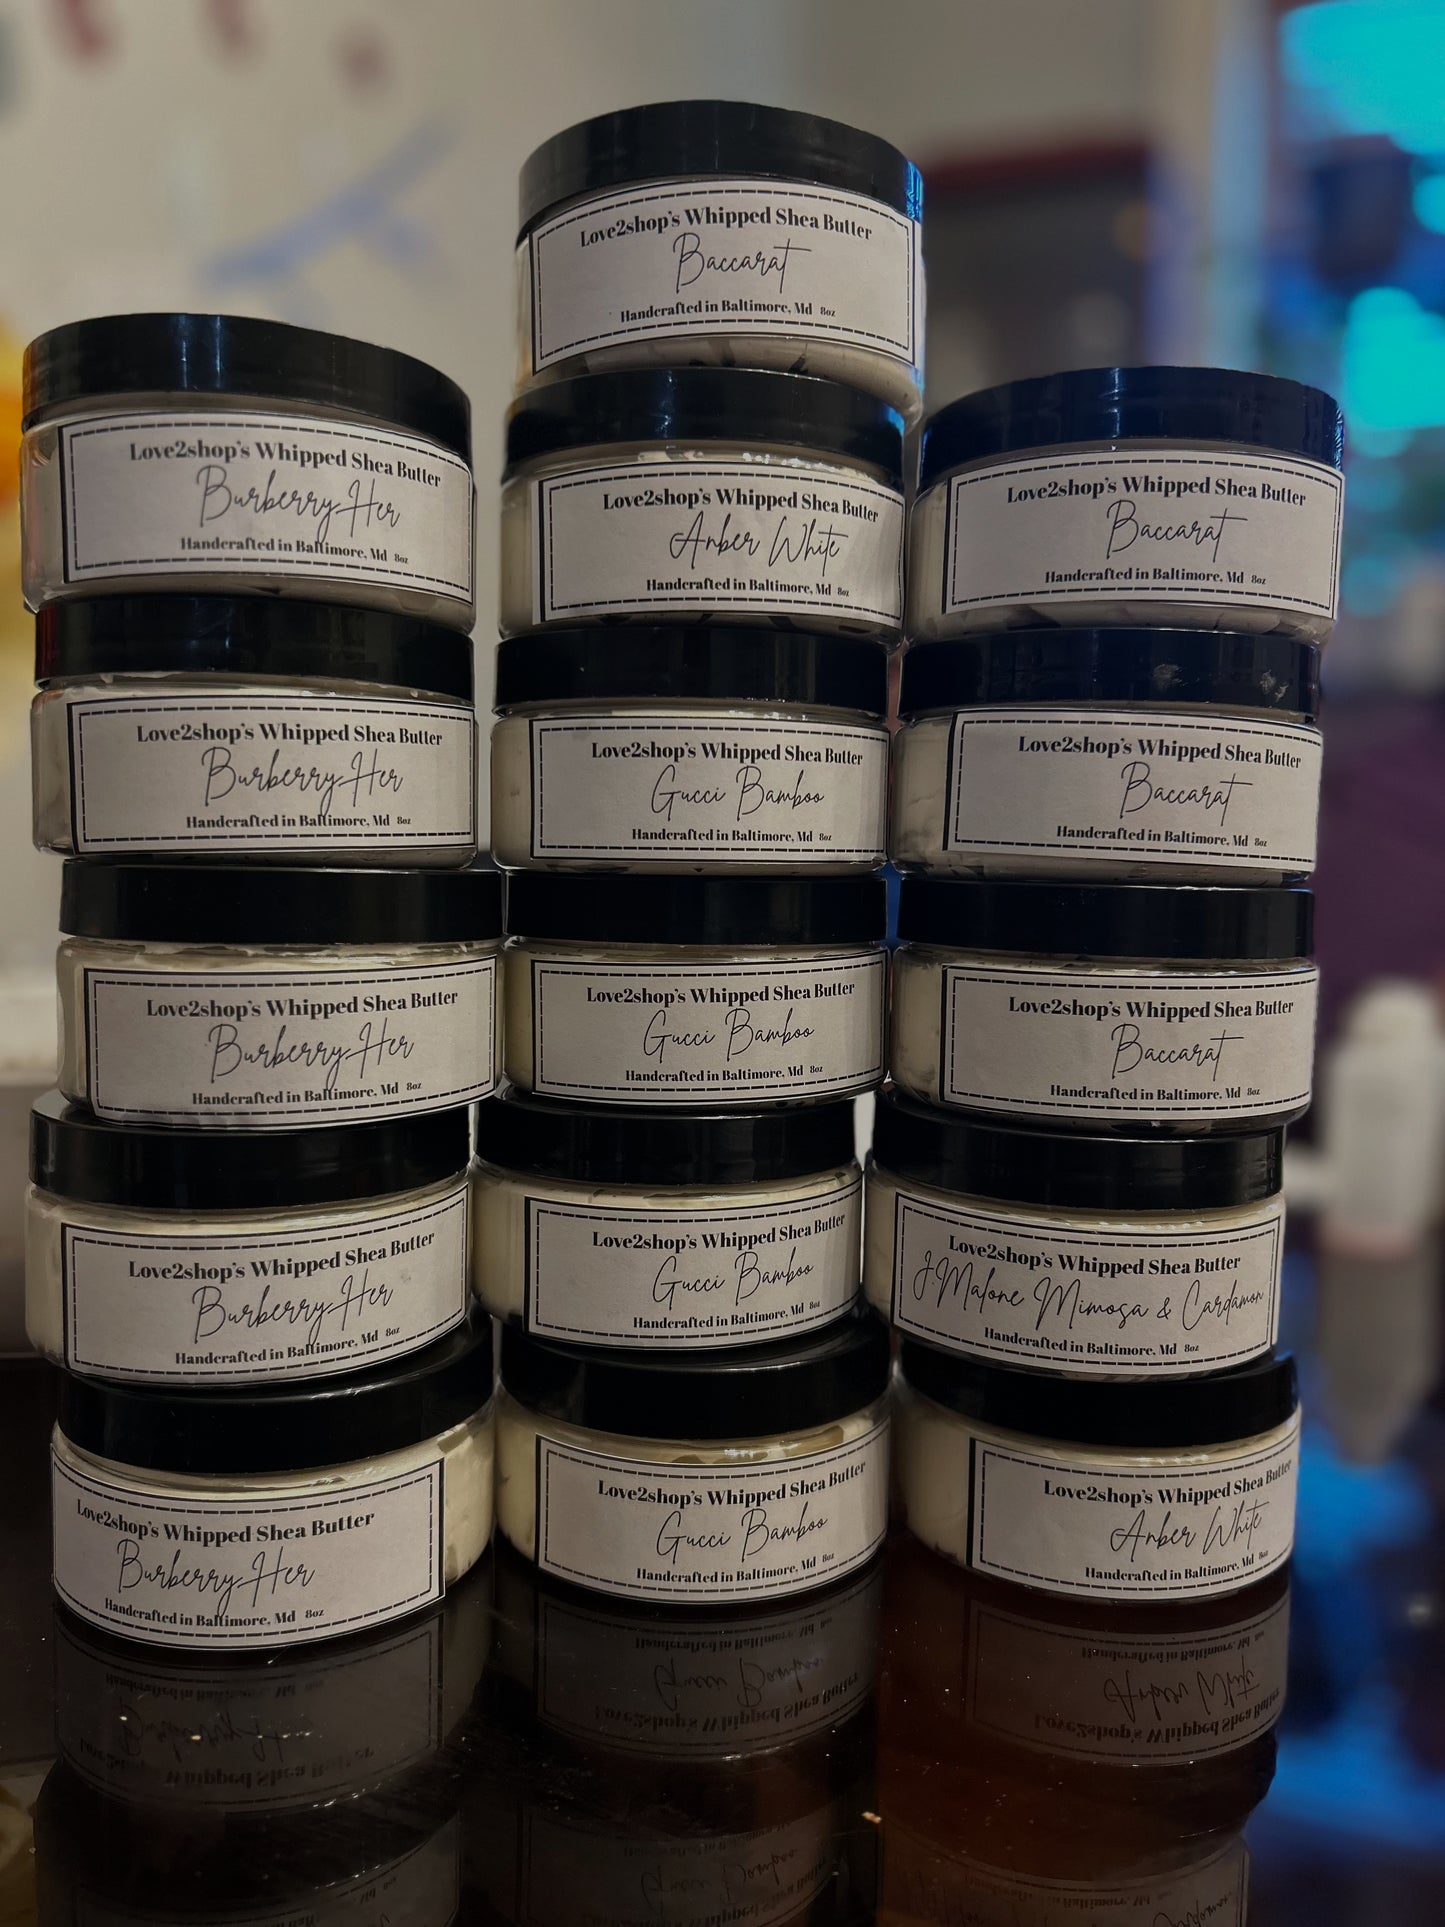 Love2shop's Whipped Shea Butter
Burberry Her
Handcrafted in Baltimore, Md 8oz
Love2shop's Whipped Shea Butter
Burberry Her
Handcrafted in Baltimore, Md 8oz
Love2shop's Whipped Shea Butter
Burberry Her
Handcrafted in Baltimore, Md 8oz
Love2shop's Whipped Shea Butter
Burberry Her
Handcrafted in Baltimore, Md 8oz
Love2shop's Whipped Shea Butter
Burberry Her
Handcrafted in Baltimore, Md 8oz
Love2shop's Whipped Shea Butter
Baccarat
Handcrafted in Baltimore, Md 8oz
Love2shop's Whipped Shea Butter
Amber White
Handcrafted in Baltimore, Md 8oz
Love2shop's Whipped Shea Butter
Gucci Bamboo
Handcrafted in Baltimore, Md 8oz
Love2shop's Whipped Shea Butter
Gucci Bamboo
Handcrafted in Baltimore, Md 8oz
Love2shop's Whipped Shea Butter
Gucci Bamboo
Handcrafted in Baltimore, Md 8oz
Love2shop's Whipped Shea Butter
Gucci Bamboo
Handcrafted in Baltimore, Md 8oz
Love2shop's Whipped Shea Butter
Baccarat
Handcrafted in Baltimore, Md 8oz
Love2shop's Whipped Shea Butter
Baccarat
Handcrafted in Baltimore, Md 8oz
Love2shop's Whipped Shea Butter
Baccarat
Handcrafted in Baltimore, Md 8oz
Love2shop's Whipped Shea Butter
J.Malone Mimosa & Cardamon
Handcrafted in Baltimore, Md 8oz
Love2shop's Whipped Shea Butter
Amber White
Handcrafted in Baltimore, Md 8oz